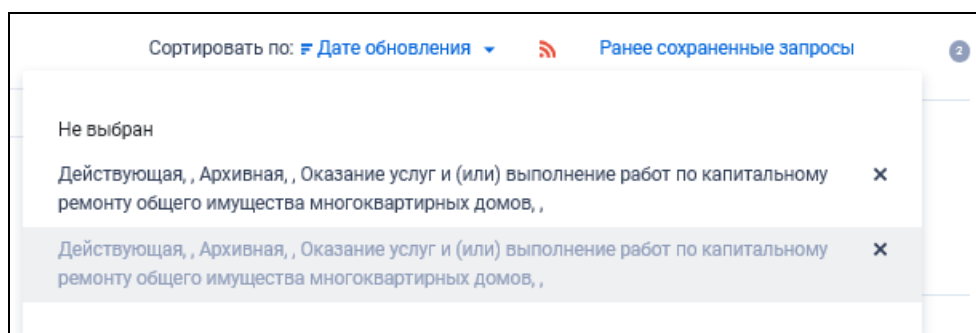 Сортировать по: Дате обновления Ранее сохраненные запросы 2
Не выбран
Действующая, , Архивная, , Оказание услуг и (или) выполнение работ по капитальному
ремонту общего имущества многоквартирных домов, ,
Действующая, , Архивная, , Оказание услуг и (или) выполнение работ по капитальному
ремонту общего имущества многоквартирных домов, ,